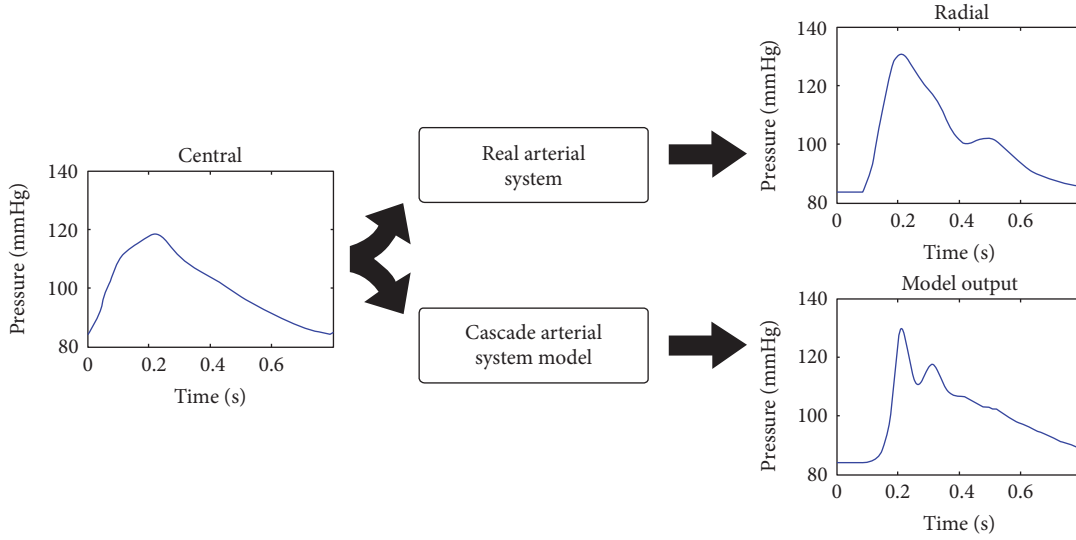 Central
Pressure (mmHg)
140
120
100
80
0
0.2
0.4
0.6
Time (s)
Real arterial
system
Cascade arterial
system model
Radial
Pressure (mmHg)
140
120
100
80
0
0.2
0.4
0.6
Time (s)
Model output
Pressure (mmHg)
140
120
100
80
0
0.2
0.4
0.6
Time (s)